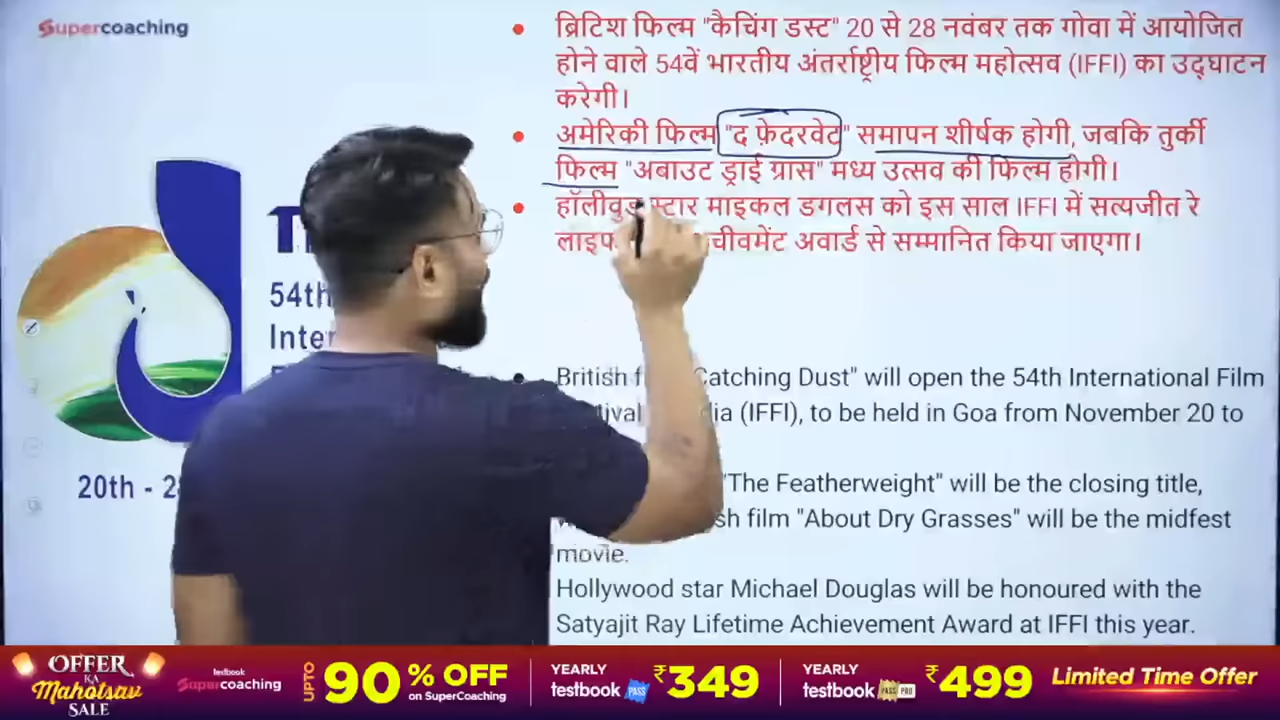 Supercoaching
ब्रिटिश फिल्म "कैचिंग डस्ट" 20 से 28 नवंबर तक गोवा में आयोजित
होने वाले 54वें भारतीय अंतर्राष्ट्रीय फिल्म महोत्सव (IFFI) का उद्घाटन
करेगी।
अमेरिकी फिल्म "द फ़ेदरवेट" समापन शीर्षक होगी, जबकि तुर्की
फिल्म "अबाउट ड्राई ग्रास" मध्य उत्सव की फिल्म होगी।
हॉलीवुड स्टार माइकल डगलस को इस साल IFFI में सत्यजीत रे
अवार्ड से सम्मानित किया जाएगा।
54th
20th -
British Catching Dust" will open the 54th International Film
(IFFI), to be held in Goa from November 20 to
"The Featherweight" will be the closing title,
film "About Dry Grasses" will be the midfest
movie.
Hollywood star Michael Douglas will be honoured with the
Satyajit Ray Lifetime Achievement Award at IFFI this year.
OFFER
KA
Mahotsav
SALE
testbook
Supercoaching
UPTO 90% OFF
on SuperCoaching
YEARLY
testbook PASS
₹349
YEARLY
testbook PASS PRO
₹499
Limited Time Offer